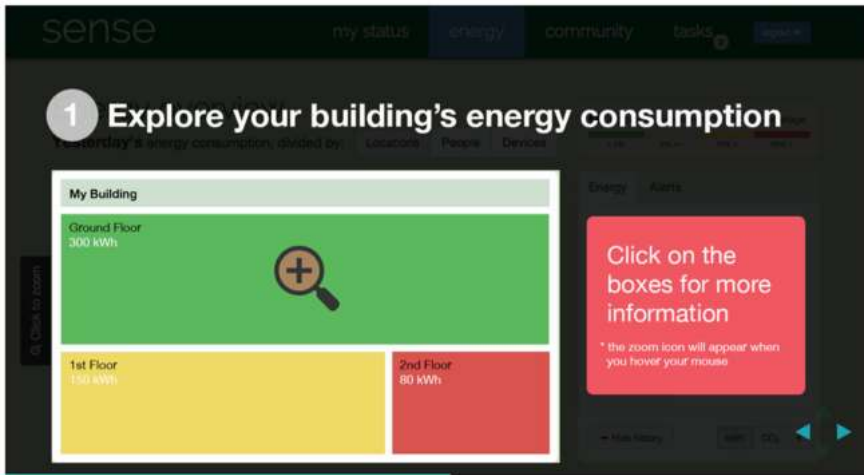 sense
my status
energy
community
tasks
1 Explore your building's energy consumption
Yesterday's energy consumption, divided by:
Locations
People
Devices
My Building
Ground Floor
300 kWh
1st Floor
150 kWh
2nd Floor
80 kWh
Click to zoom
Energy
Alerts
Click on the
boxes for more
information
* the zoom icon will appear when
you hover your mouse